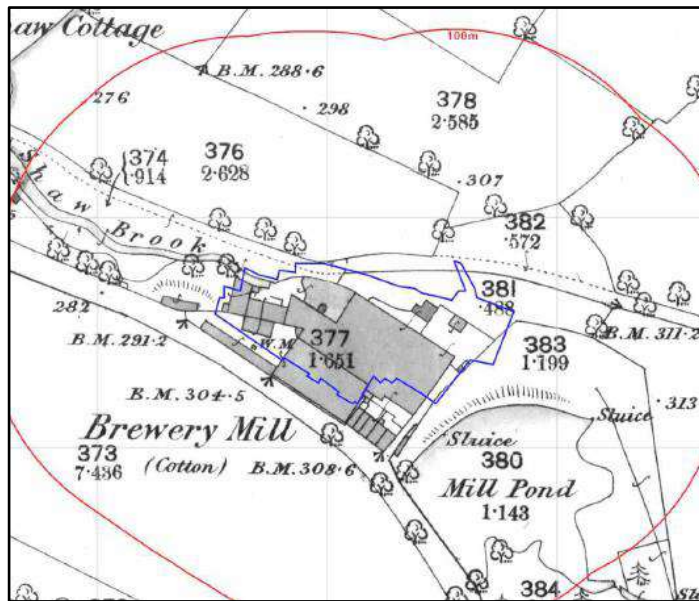 aw Cottage
100m
B.M. 288·6
276
298
378
2·585
{374
{·914
376
2·628
307
Shaw Brook
382
·572
381
·488
282
377
1·651
W.M.
B.M. 311·2
B.M. 291·2
383
1·199
B.M. 304·5
Sluice
313
Brewery Mill
(Cotton)
Sluice
373
7·436
B.M. 308·6
380
Mill Pond
1·143
384